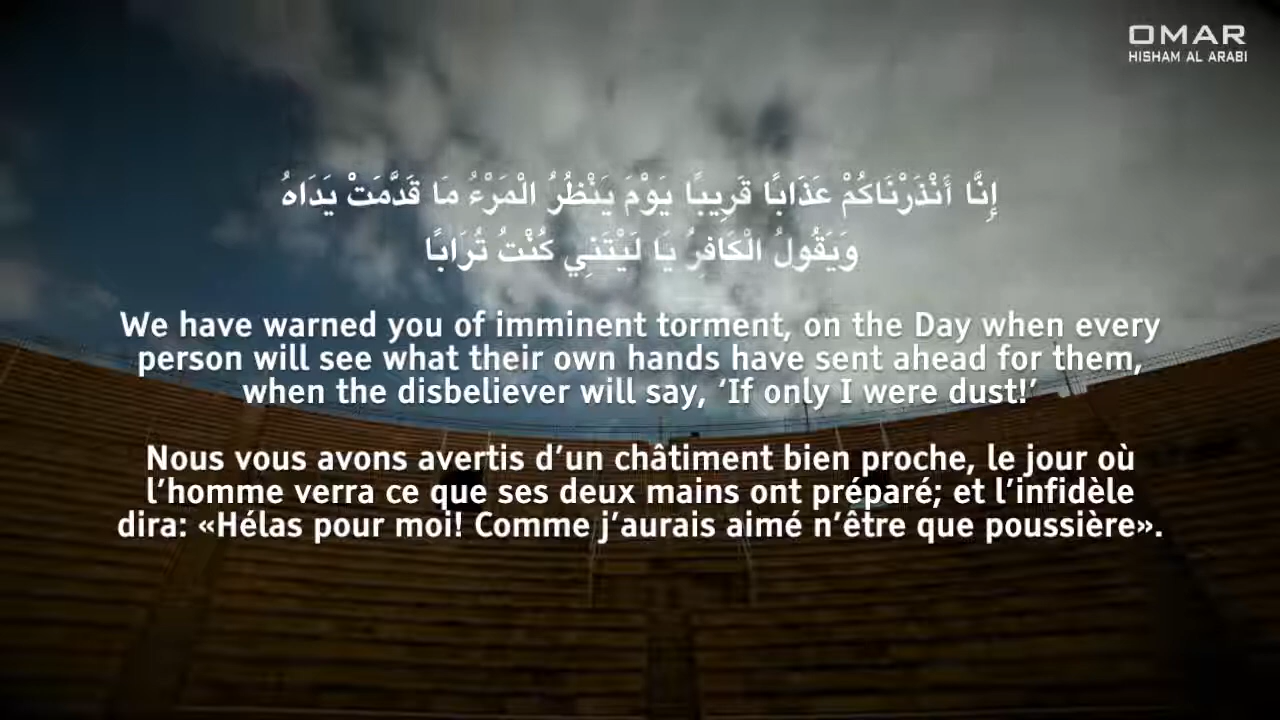 OMAR
HISHAM AL ARABI
إِنَّا أَنْذَرْنَاكُمْ عَذَابًا قَرِيبًا يَوْمَ يَنْظُرُ الْمَرْءُ مَا قَدَّمَتْ يَدَاهُ
وَيَقُولُ الْكَافِرُ يَا لَيْتَنِي كُنْتُ تُرَابًا
We have warned you of imminent torment, on the Day when every
person will see what their own hands have sent ahead for them,
when the disbeliever will say, ‘If only I were dust!’
Nous vous avons avertis d’un châtiment bien proche, le jour où
l’homme verra ce que ses deux mains ont préparé; et l’infidèle
dira: «Hélas pour moi! Comme j’aurais aimé n’être que poussière».